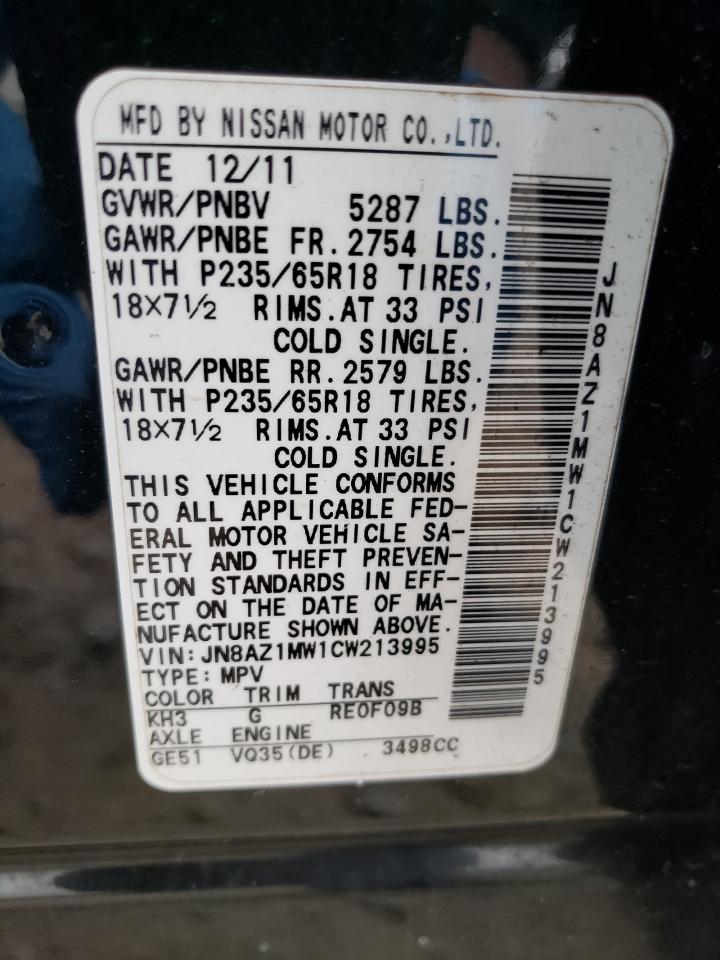 MFD BY NISSAN MOTOR CO.,LTD.
DATE 12/11
GVWR/PNBV 5287 LBS.
GAWR/PNBE FR. 2754 LBS.
WITH P235/65R18 TIRES,
18X7½ RIMS. AT 33 PSI
COLD SINGLE.
GAWR/PNBE RR. 2579 LBS.
WITH P235/65R18 TIRES,
18X7½ RIMS. AT 33 PSI
COLD SINGLE.
THIS VEHICLE CONFORMS
TO ALL APPLICABLE FED-
ERAL MOTOR VEHICLE SA-
FETY AND THEFT PREVEN-
TION STANDARDS IN EFF-
ECT ON THE DATE OF MA-
NUFACTURE SHOWN ABOVE.
VIN: JN8AZ1MW1CW213995
TYPE: MPV
COLOR TRIM TRANS
KH3 G RE0F09B
AXLE ENGINE
GE51 VQ35(DE) 3498CC
JN8AZ1MW1CW213995